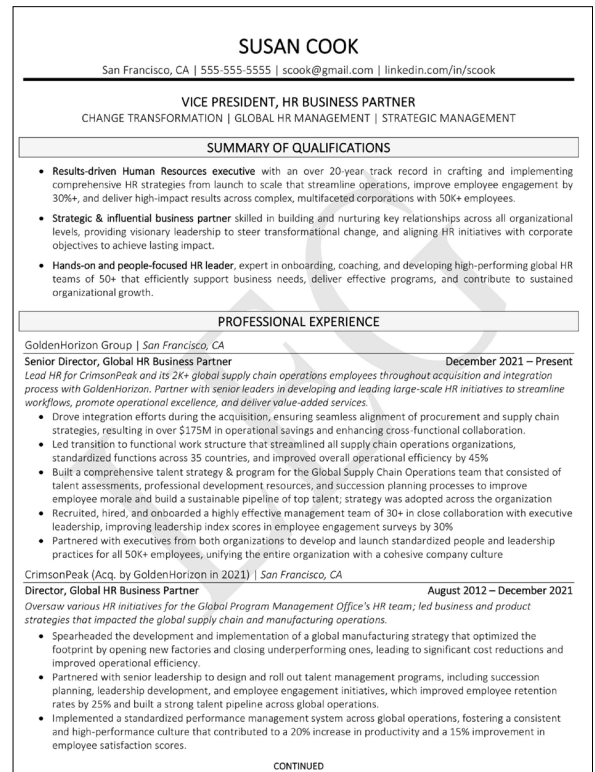 SUSAN COOK
San Francisco, CA | 555-555-5555 | scook@gmail.com | linkedin.com/in/scook
VICE PRESIDENT, HR BUSINESS PARTNER
CHANGE TRANSFORMATION | GLOBAL HR MANAGEMENT | STRATEGIC MANAGEMENT
SUMMARY OF QUALIFICATIONS
• Results-driven Human Resources executive with an over 20-year track record in crafting and implementing
comprehensive HR strategies from launch to scale that streamline operations, improve employee engagement by
30%+, and deliver high-impact results across complex, multifaceted corporations with 50K+ employees.
• Strategic & influential business partner skilled in building and nurturing key relationships across all organizational
levels, providing visionary leadership to steer transformational change, and aligning HR initiatives with corporate
objectives to achieve lasting impact.
• Hands-on and people-focused HR leader, expert in onboarding, coaching, and developing high-performing global HR
teams of 50+ that efficiently support business needs, deliver effective programs, and contribute to sustained
organizational growth.
PROFESSIONAL EXPERIENCE
GoldenHorizon Group | San Francisco, CA
Senior Director, Global HR Business Partner December 2021 – Present
Lead HR for CrimsonPeak and its 2K+ global supply chain operations employees throughout acquisition and integration
process with GoldenHorizon. Partner with senior leaders in developing and leading large-scale HR initiatives to streamline
workflows, promote operational excellence, and deliver value-added services.
• Drove integration efforts during the acquisition, ensuring seamless alignment of procurement and supply chain
strategies, resulting in over $175M in operational savings and enhancing cross-functional collaboration.
• Led transition to functional work structure that streamlined all supply chain operations organizations,
standardized functions across 35 countries, and improved overall operational efficiency by 45%
• Built a comprehensive talent strategy & program for the Global Supply Chain Operations team that consisted of
talent assessments, professional development resources, and succession planning processes to improve
employee morale and build a sustainable pipeline of top talent; strategy was adopted across the organization
• Recruited, hired, and onboarded a highly effective management team of 30+ in close collaboration with executive
leadership, improving leadership index scores in employee engagement surveys by 30%
• Partnered with executives from both organizations to develop and launch standardized people and leadership
practices for all 50K+ employees, unifying the entire organization with a cohesive company culture
CrimsonPeak (Acq. by GoldenHorizon in 2021) | San Francisco, CA
Director, Global HR Business Partner August 2012 – December 2021
Oversaw various HR initiatives for the Global Program Management Office's HR team; led business and product
strategies that impacted the global supply chain and manufacturing operations.
• Spearheaded the development and implementation of a global manufacturing strategy that optimized the
footprint by opening new factories and closing underperforming ones, leading to significant cost reductions and
improved operational efficiency.
• Partnered with senior leadership to design and roll out talent management programs, including succession
planning, leadership development, and employee engagement initiatives, which improved employee retention
rates by 25% and built a strong talent pipeline across global operations.
• Implemented a standardized performance management system across global operations, fostering a consistent
and high-performance culture that contributed to a 20% increase in productivity and a 15% improvement in
employee satisfaction scores.
CONTINUED
LEG